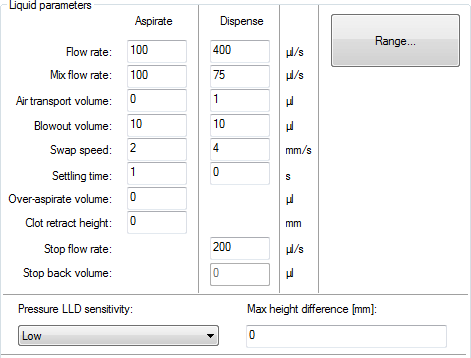 Liquid parameters
Aspirate Dispense
Flow rate: 100 400 µl/s Range...
Mix flow rate: 100 75 µl/s
Air transport volume: 0 1 µl
Blowout volume: 10 10 µl
Swap speed: 2 4 mm/s
Settling time: 1 0 s
Over-aspirate volume: 0 µl
Clot retract height: 0 mm
Stop flow rate: 200 µl/s
Stop back volume: 0 µl
Pressure LLD sensitivity: Max height difference [mm]:
Low 0